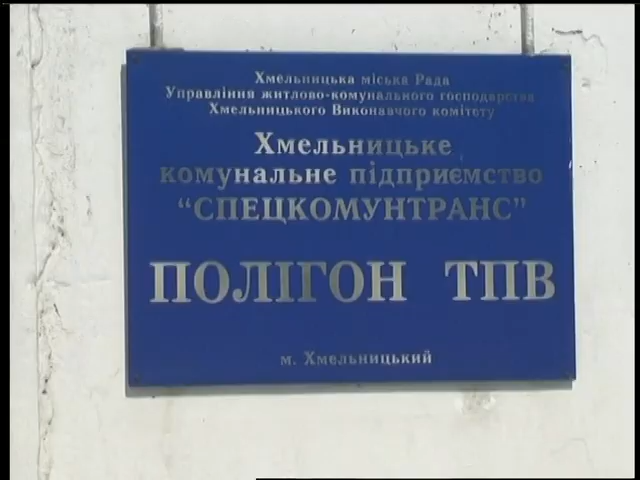 Хмельницька міська Рада
Управління житлово-комунального господарства
Хмельницького Виконавчого комітету
Хмельницьке
комунальне підприємство
“СПЕЦКОМУНТРАНС”
ПОЛІГОН ТПВ
м. Хмельницький